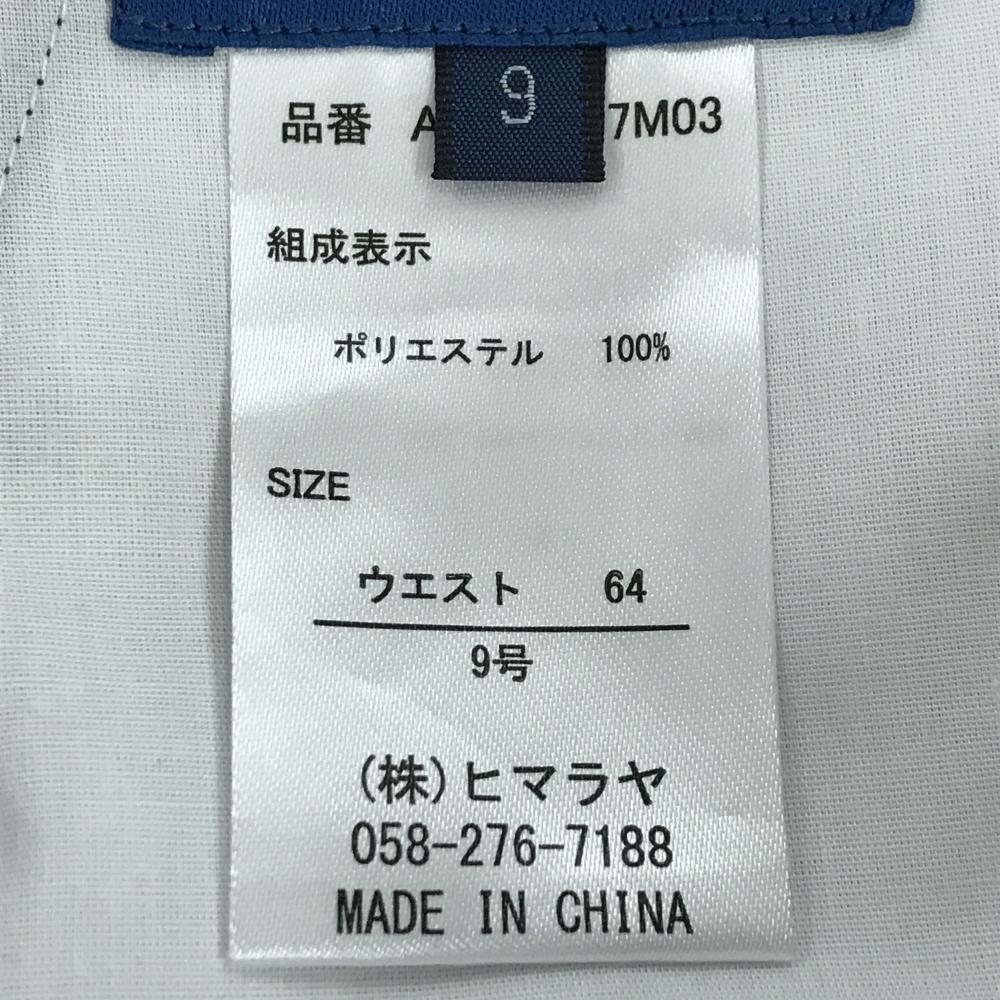 9
品番 7M03
組成表示
ポリエステル 100%
SIZE
ウエスト 64
9号
(株)ヒマラヤ
058-276-7188
MADE IN CHINA